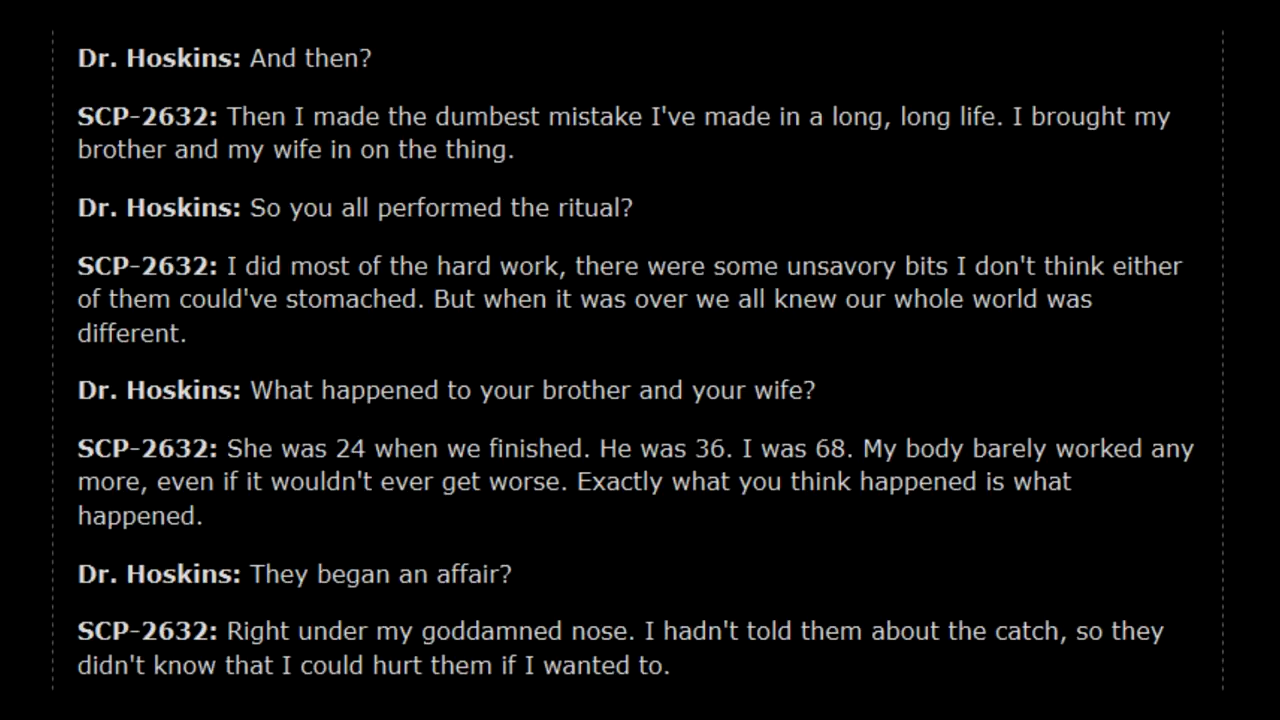 Dr. Hoskins: And then?
SCP-2632: Then I made the dumbest mistake I've made in a long, long life. I brought my
brother and my wife in on the thing.
Dr. Hoskins: So you all performed the ritual?
SCP-2632: I did most of the hard work, there were some unsavory bits I don't think either
of them could've stomached. But when it was over we all knew our whole world was
different.
Dr. Hoskins: What happened to your brother and your wife?
SCP-2632: She was 24 when we finished. He was 36. I was 68. My body barely worked any
more, even if it wouldn't ever get worse. Exactly what you think happened is what
happened.
Dr. Hoskins: They began an affair?
SCP-2632: Right under my goddamned nose. I hadn't told them about the catch, so they
didn't know that I could hurt them if I wanted to.